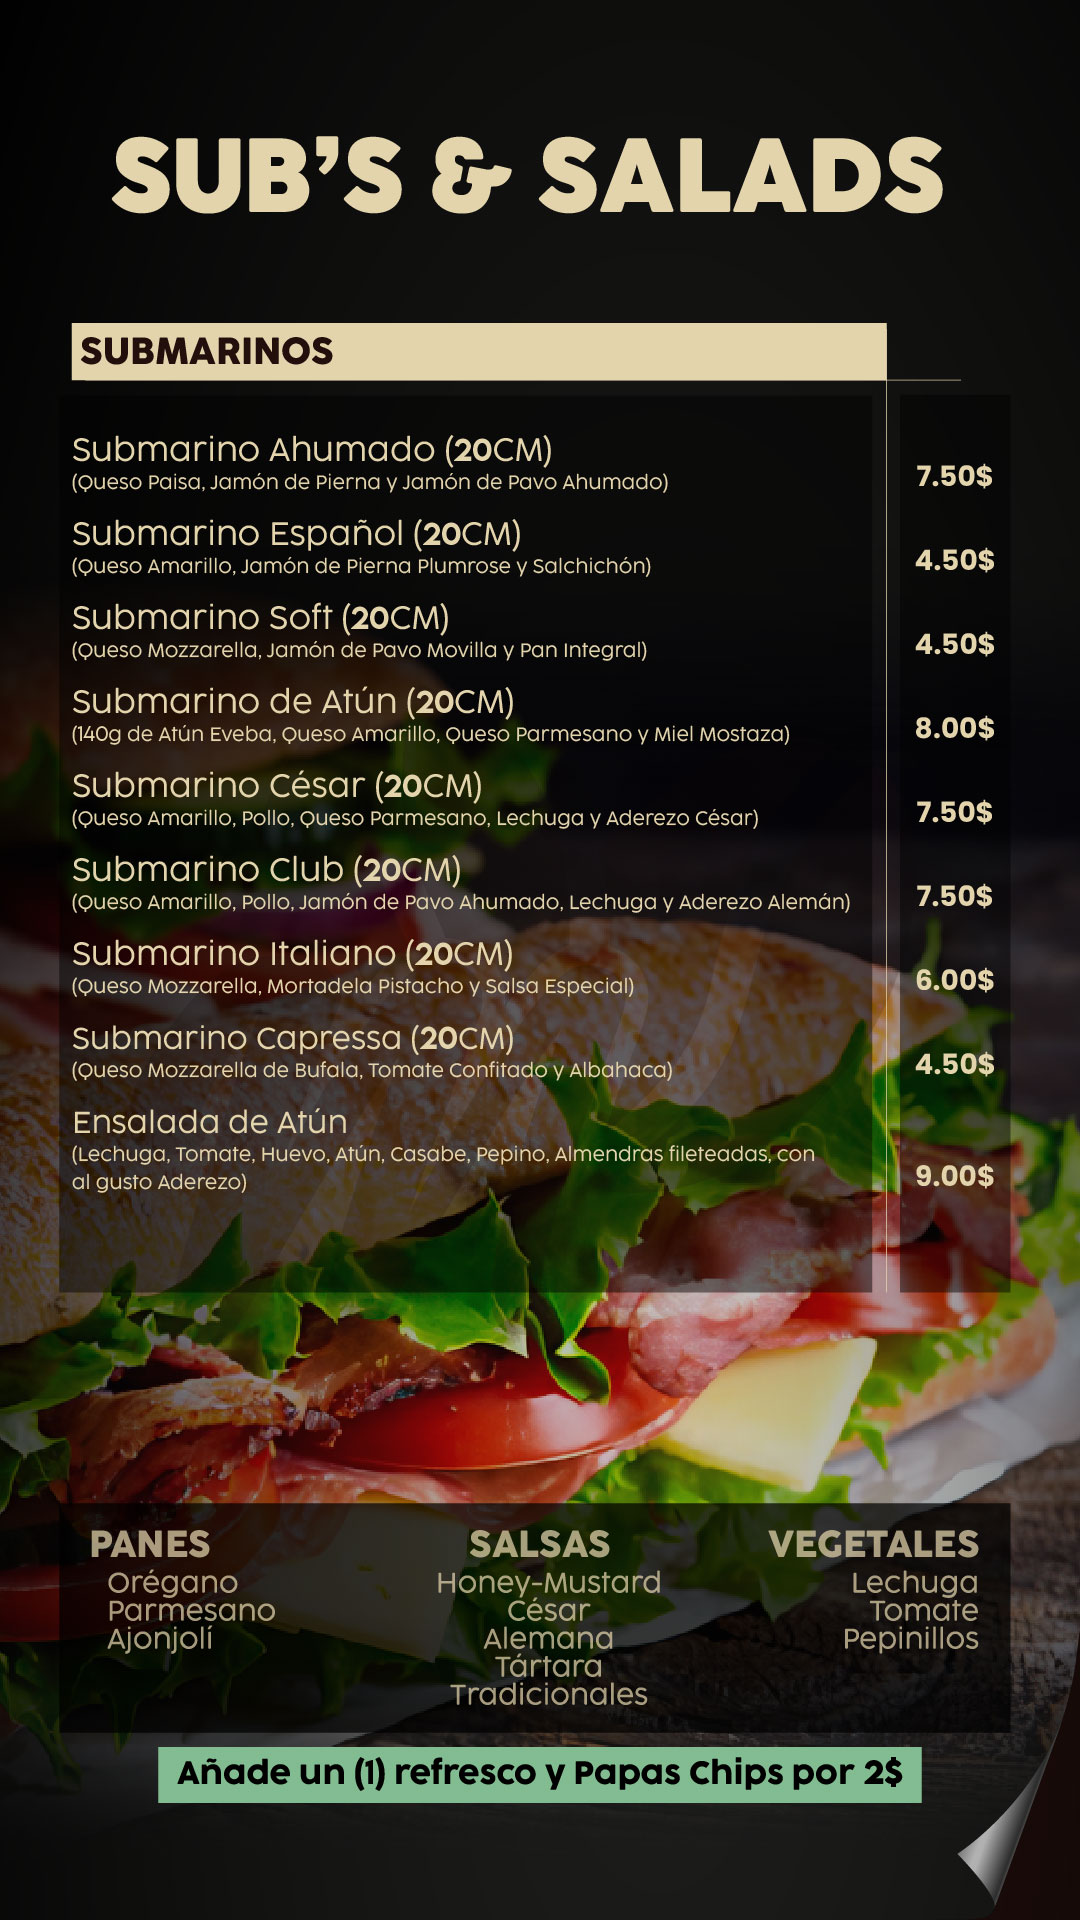 SUB'S & SALADS
SUBMARINOS
Submarino Ahumado (20CM)
(Queso Paisa, Jamón de Pierna y Jamón de Pavo Ahumado)
7.50$
Submarino Español (20CM)
(Queso Amarillo, Jamón de Pierna Plumrose y Salchichón)
4.50$
Submarino Soft (20CM)
(Queso Mozzarella, Jamón de Pavo Movilla y Pan Integral)
4.50$
Submarino de Atún (20CM)
(140g de Atún Eveba, Queso Amarillo, Queso Parmesano y Miel Mostaza)
8.00$
Submarino César (20CM)
(Queso Amarillo, Pollo, Queso Parmesano, Lechuga y Aderezo César)
7.50$
Submarino Club (20CM)
(Queso Amarillo, Pollo, Jamón de Pavo Ahumado, Lechuga y Aderezo Alemán)
7.50$
Submarino Italiano (20CM)
(Queso Mozzarella, Mortadela Pistacho y Salsa Especial)
6.00$
Submarino Capressa (20CM)
(Queso Mozzarella de Bufala, Tomate Confitado y Albahaca)
4.50$
Ensalada de Atún
(Lechuga, Tomate, Huevo, Atún, Casabe, Pepino, Almendras fileteadas, con
al gusto Aderezo)
9.00$
PANES
Orégano
Parmesano
Ajonjolí
SALSAS
Honey-Mustard
César
Alemana
Tártara
Tradicionales
VEGETALES
Lechuga
Tomate
Pepinillos
Añade un (1) refresco y Papas Chips por 2$